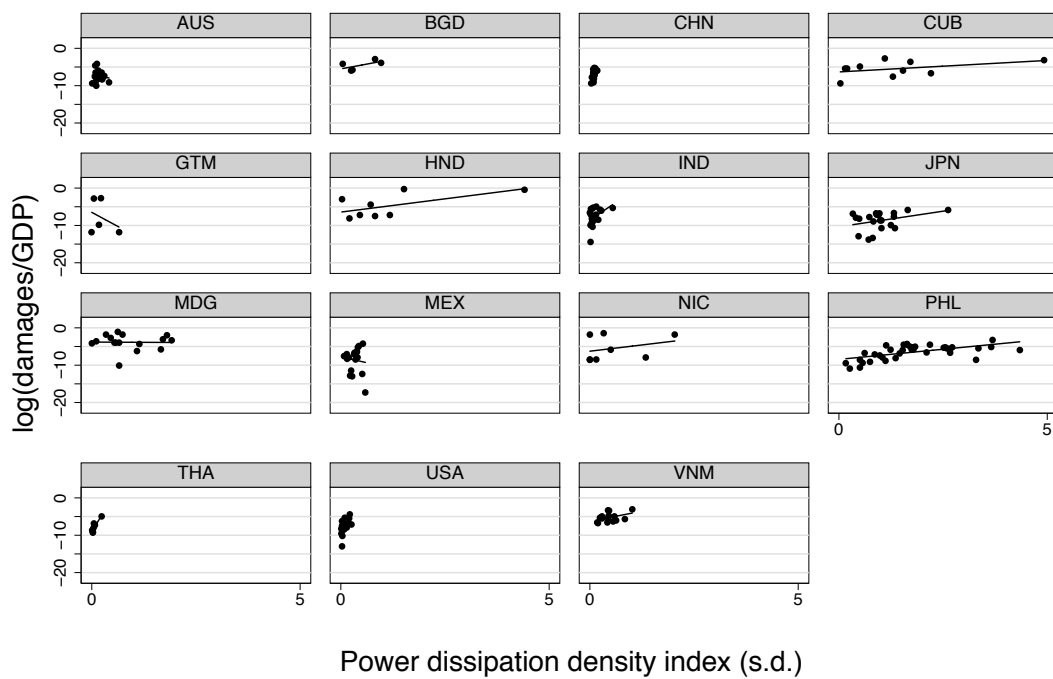 AUS BGD CHN CUB
0
-10
-20
GTM HND IND JPN
0
-10
-20
MDG MEX NIC PHL
0
-10
-20
0 5
THA USA VNM
0
-10
-20
0 5 0 5 0 5
log(damages/GDP)
Power dissipation density index (s.d.)